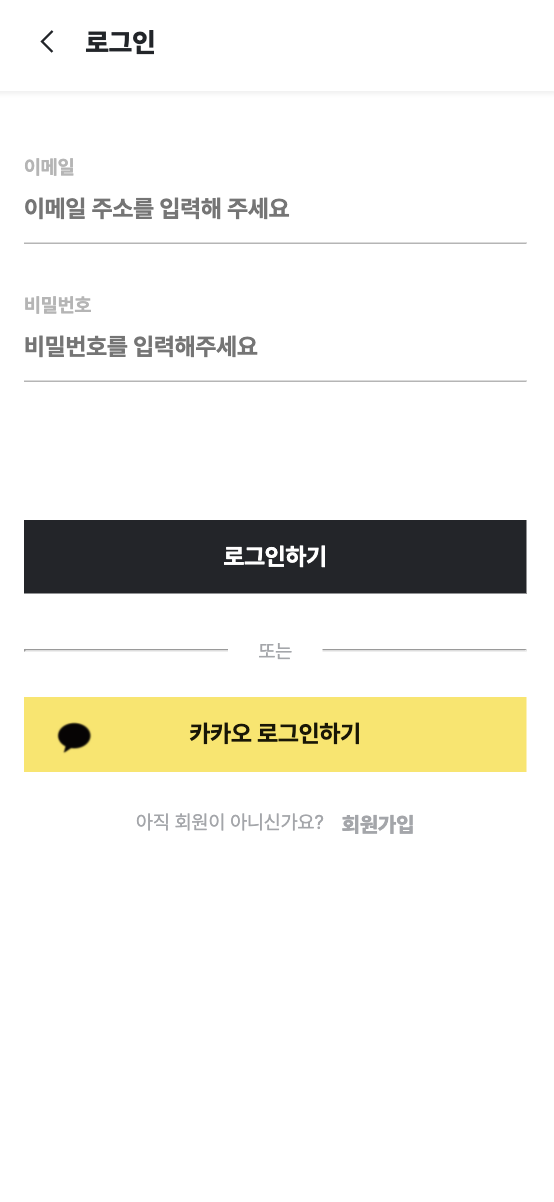 로그인
이메일
이메일 주소를 입력해 주세요
비밀번호
비밀번호를 입력해주세요
로그인하기
또는
카카오 로그인하기
아직 회원이 아니신가요? 회원가입